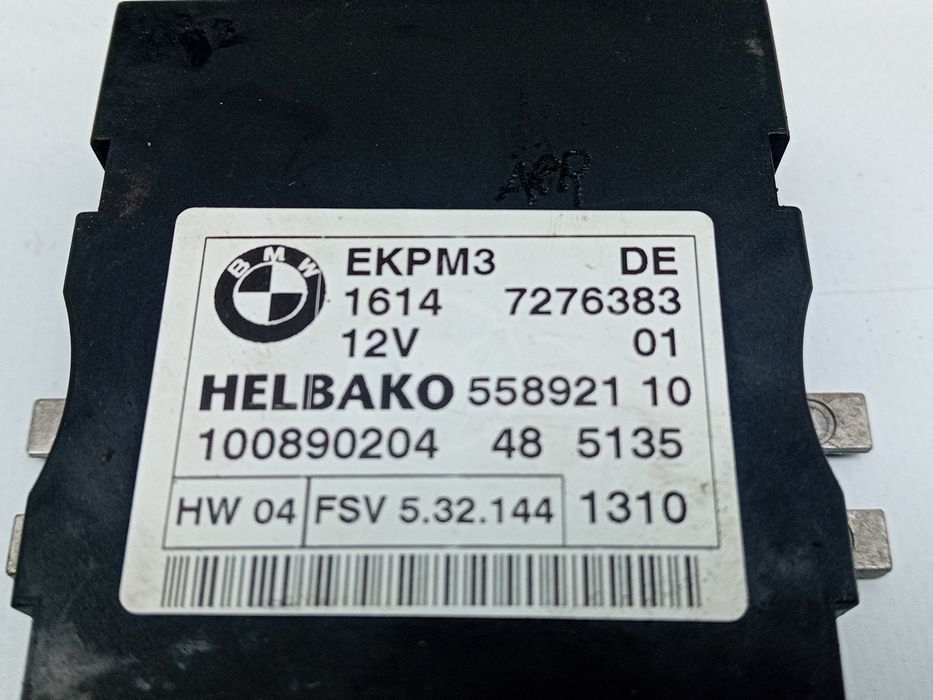 BMW
EKPM3 DE
1614 7276383
12V 01
HELBAKO 558921 10
100890204 48 5135
HW 04 FSV 5.32.144 1310